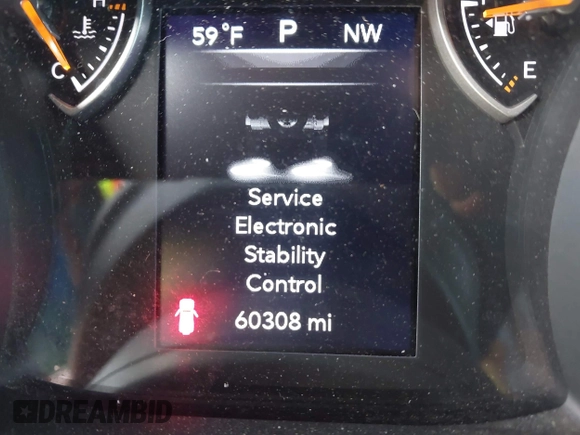 59°F P NW
H
C
E
Service
Electronic
Stability
Control
60308 mi
DREAMBID